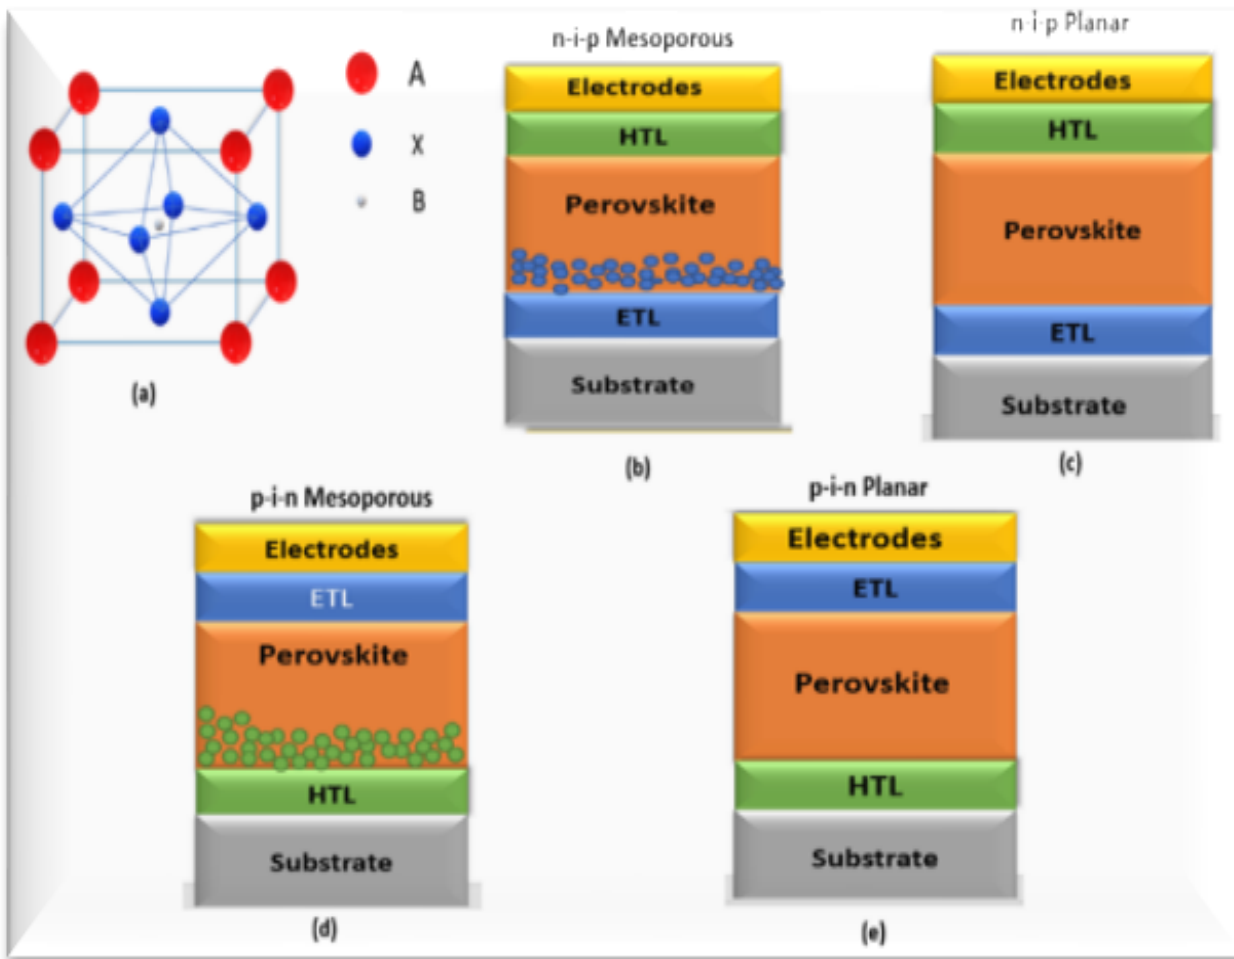 A
X
B
(a)
n-i-p Mesoporous
Electrodes
HTL
Perovskite
ETL
Substrate
(b)
n-i-p Planar
Electrodes
HTL
Perovskite
ETL
Substrate
(c)
p-i-n Mesoporous
Electrodes
ETL
Perovskite
HTL
Substrate
(d)
p-i-n Planar
Electrodes
ETL
Perovskite
HTL
Substrate
(e)